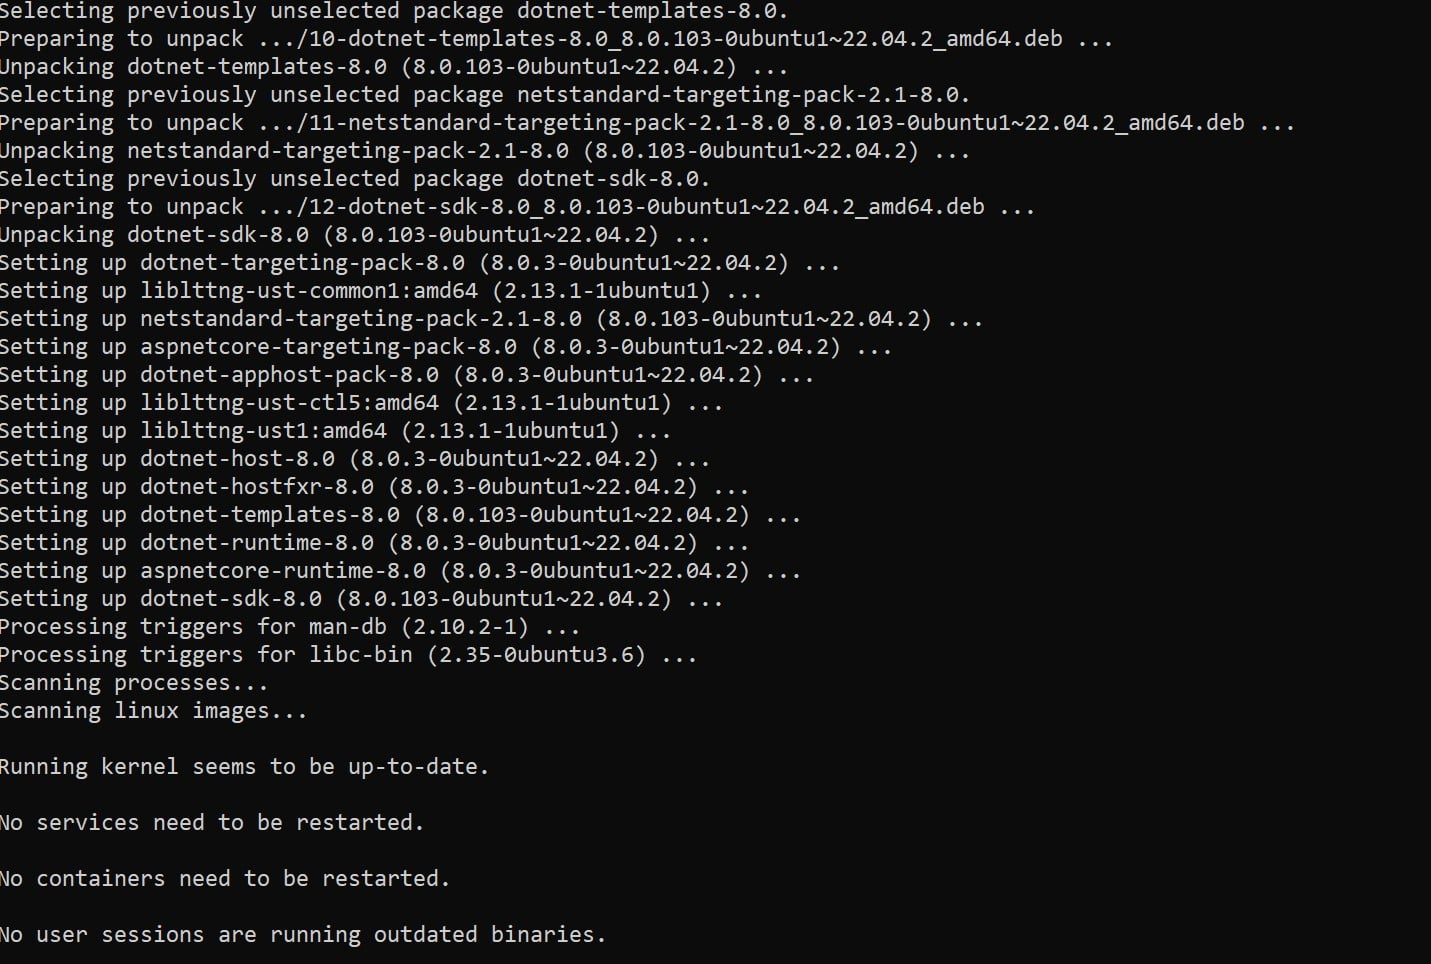 Selecting previously unselected package dotnet-templates-8.0.
Preparing to unpack .../10-dotnet-templates-8.0_8.0.103-0ubuntu1~22.04.2_amd64.deb ...
Unpacking dotnet-templates-8.0 (8.0.103-0ubuntu1~22.04.2) ...
Selecting previously unselected package netstandard-targeting-pack-2.1-8.0.
Preparing to unpack .../11-netstandard-targeting-pack-2.1-8.0_8.0.103-0ubuntu1~22.04.2_amd64.deb ...
Unpacking netstandard-targeting-pack-2.1-8.0 (8.0.103-0ubuntu1~22.04.2) ...
Selecting previously unselected package dotnet-sdk-8.0.
Preparing to unpack .../12-dotnet-sdk-8.0_8.0.103-0ubuntu1~22.04.2_amd64.deb ...
Unpacking dotnet-sdk-8.0 (8.0.103-0ubuntu1~22.04.2) ...
Setting up dotnet-targeting-pack-8.0 (8.0.3-0ubuntu1~22.04.2) ...
Setting up liblttng-ust-common1:amd64 (2.13.1-1ubuntu1) ...
Setting up netstandard-targeting-pack-2.1-8.0 (8.0.103-0ubuntu1~22.04.2) ...
Setting up aspnetcore-targeting-pack-8.0 (8.0.3-0ubuntu1~22.04.2) ...
Setting up dotnet-apphost-pack-8.0 (8.0.3-0ubuntu1~22.04.2) ...
Setting up liblttng-ust-ctl5:amd64 (2.13.1-1ubuntu1) ...
Setting up liblttng-ust1:amd64 (2.13.1-1ubuntu1) ...
Setting up dotnet-host-8.0 (8.0.3-0ubuntu1~22.04.2) ...
Setting up dotnet-hostfxr-8.0 (8.0.3-0ubuntu1~22.04.2) ...
Setting up dotnet-templates-8.0 (8.0.103-0ubuntu1~22.04.2) ...
Setting up dotnet-runtime-8.0 (8.0.3-0ubuntu1~22.04.2) ...
Setting up aspnetcore-runtime-8.0 (8.0.3-0ubuntu1~22.04.2) ...
Setting up dotnet-sdk-8.0 (8.0.103-0ubuntu1~22.04.2) ...
Processing triggers for man-db (2.10.2-1) ...
Processing triggers for libc-bin (2.35-0ubuntu3.6) ...
Scanning processes...
Scanning linux images...
Running kernel seems to be up-to-date.
No services need to be restarted.
No containers need to be restarted.
No user sessions are running outdated binaries.